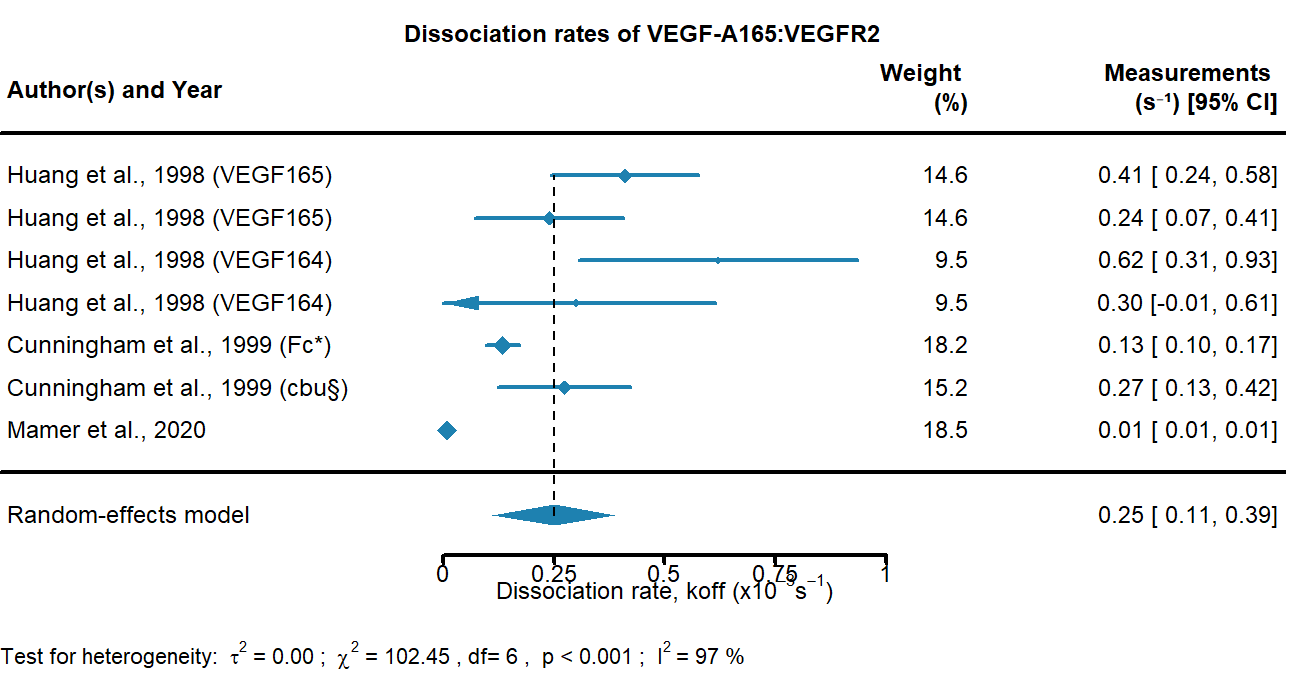 Dissociation rates of VEGF-A165:VEGFR2
Author(s) and Year Weight (%) Measurements (s⁻¹) [95% CI]
Huang et al., 1998 (VEGF165) 14.6 0.41 [ 0.24, 0.58]
Huang et al., 1998 (VEGF165) 14.6 0.24 [ 0.07, 0.41]
Huang et al., 1998 (VEGF164) 9.5 0.62 [ 0.31, 0.93]
Huang et al., 1998 (VEGF164) 9.5 0.30 [-0.01, 0.61]
Cunningham et al., 1999 (Fc*) 18.2 0.13 [ 0.10, 0.17]
Cunningham et al., 1999 (cbu§) 15.2 0.27 [ 0.13, 0.42]
Mamer et al., 2020 18.5 0.01 [ 0.01, 0.01]
Random-effects model 0.25 [ 0.11, 0.39]
0 0.25 0.5 0.75 1
Dissociation rate, koff (x10⁻³s⁻¹)
Test for heterogeneity: τ² = 0.00 ; χ² = 102.45 , df= 6 , p < 0.001 ; I² = 97 %